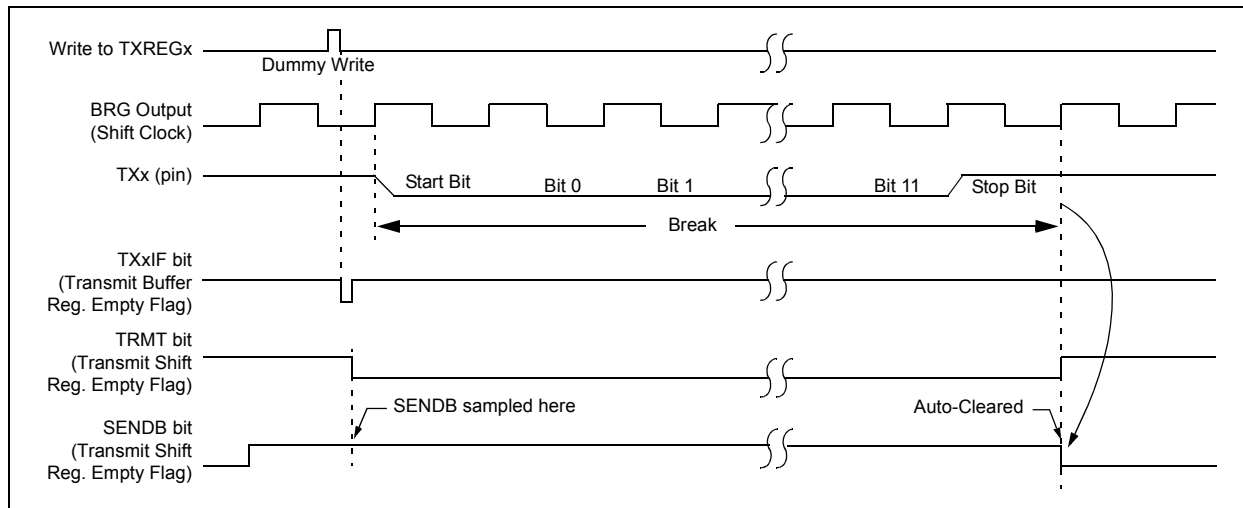 Write to TXREGx
Dummy Write
BRG Output
(Shift Clock)
TXx (pin)
Start Bit
Bit 0
Bit 1
Bit 11
Stop Bit
Break
TXxIF bit
(Transmit Buffer
Reg. Empty Flag)
TRMT bit
(Transmit Shift
Reg. Empty Flag)
SENDB sampled here
Auto-Cleared
SENDB bit
(Transmit Shift
Reg. Empty Flag)